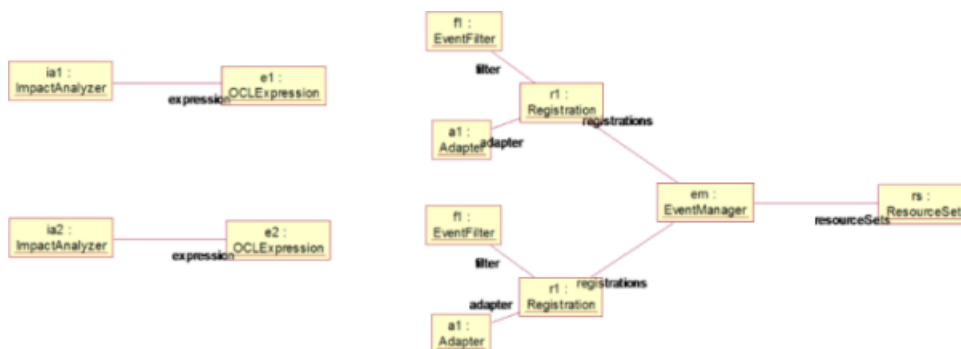 f1 :
EventFilter
filter
ia1 :
ImpactAnalyzer
expression
e1 :
OCLExpression
r1 :
Registration
registrations
a1 :
Adapter
adapter
em :
EventManager
resourceSets
rs :
ResourceSet
ia2 :
ImpactAnalyzer
expression
e2 :
OCLExpression
f1 :
EventFilter
filter
r1 :
Registration
registrations
adapter
a1 :
Adapter